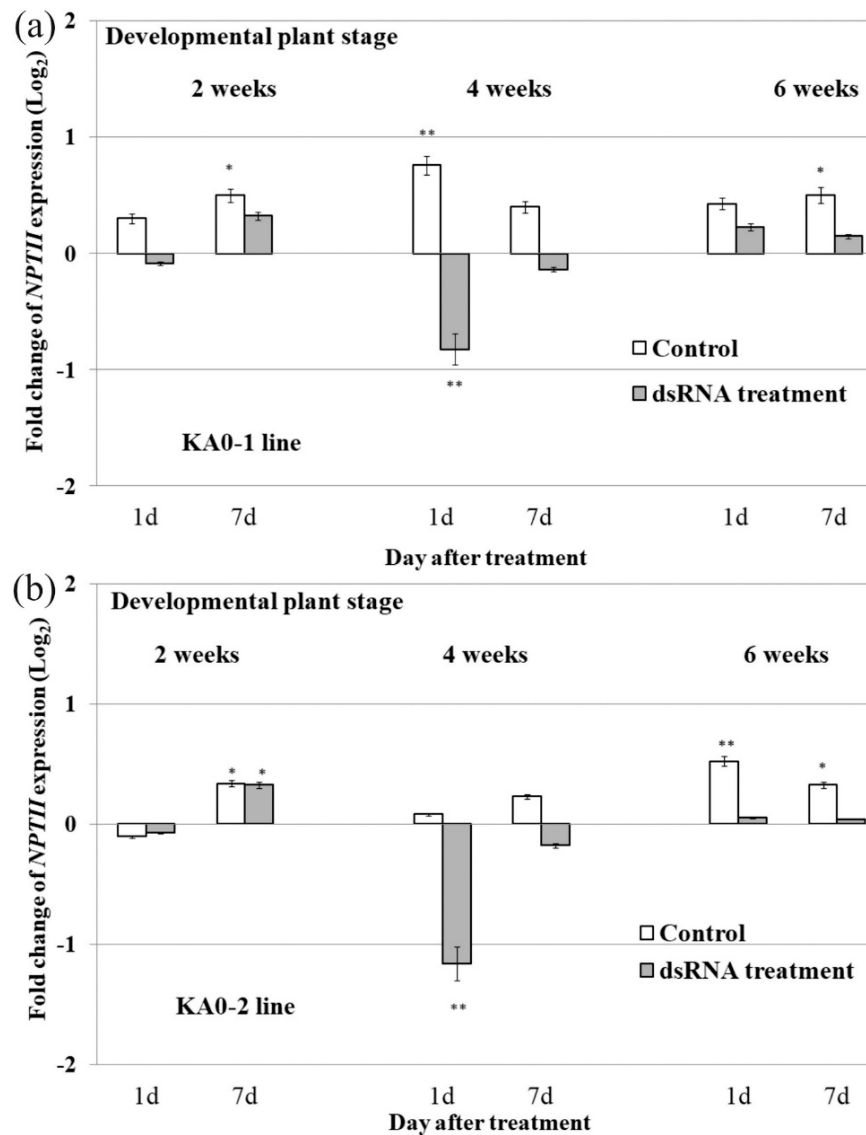 (a)
2
Developmental plant stage
2 weeks 4 weeks 6 weeks
**
1
* *
0
Fold change of NPTII expression (Log₂)
Control
-1
** dsRNA treatment
KA0-1 line
-2
1d 7d 1d 7d 1d 7d
Day after treatment
(b)
2
Developmental plant stage
2 weeks 4 weeks 6 weeks
1
**
* * *
0
Fold change of NPTII expression (Log₂)
Control
-1
dsRNA treatment
KA0-2 line **
-2
1d 7d 1d 7d 1d 7d
Day after treatment